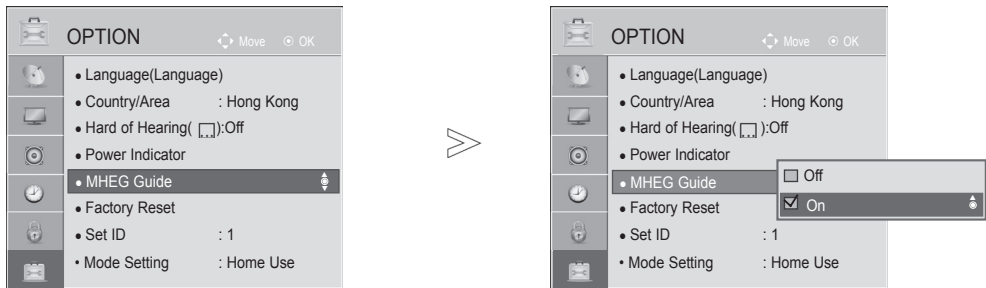 OPTION
Move OK
● Language(Language)
● Country/Area : Hong Kong
● Hard of Hearing( ):Off
● Power Indicator
● MHEG Guide
● Factory Reset
● Set ID : 1
• Mode Setting : Home Use
OPTION
Move OK
● Language(Language)
● Country/Area : Hong Kong
● Hard of Hearing( ):Off
● Power Indicator
● MHEG Guide
Off
On
● Factory Reset
● Set ID : 1
• Mode Setting : Home Use